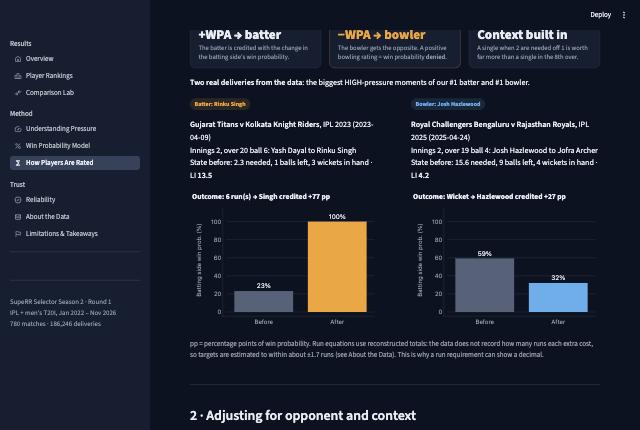 Deploy
Results
Overview
Player Rankings
Comparison Lab
Method
Understanding Pressure
Win Probability Model
How Players Are Rated
Trust
Reliability
About the Data
Limitations & Takeaways
SupeRR Selector Season 2 · Round 1
IPL + men's T20I, Jan 2022 – Nov 2026
780 matches · 186,246 deliveries
+WPA → batter
The batter is credited with the change in
the batting side's win probability.
−WPA → bowler
The bowler gets the opposite. A positive
bowling rating = win probability denied.
Context built in
A single when 2 are needed off 1 is worth
far more than a single in the 8th over.
Two real deliveries from the data: the biggest HIGH-pressure moments of our #1 batter and #1 bowler.
Batter: Rinku Singh
Gujarat Titans v Kolkata Knight Riders, IPL 2023 (2023-
04-09)
Innings 2, over 20 ball 6: Yash Dayal to Rinku Singh
State before: 2.3 needed, 1 balls left, 3 wickets in hand ·
LI 13.5
Outcome: 6 run(s) → Singh credited +77 pp
Batting side win prob. (%)
100
80
60
40
20
0
23%
100%
Before
After
Bowler: Josh Hazlewood
Royal Challengers Bengaluru v Rajasthan Royals, IPL
2025 (2025-04-24)
Innings 2, over 19 ball 4: Josh Hazlewood to Jofra Archer
State before: 15.6 needed, 9 balls left, 4 wickets in hand ·
LI 4.2
Outcome: Wicket → Hazlewood credited +27 pp
Batting side win prob. (%)
100
80
60
40
20
0
59%
32%
Before
After
pp = percentage points of win probability. Run equations use reconstructed totals: the data does not record how many runs each extra cost,
so targets are estimated to within about ±1.7 runs (see About the Data). This is why a run requirement can show a decimal.
2 · Adjusting for opponent and context